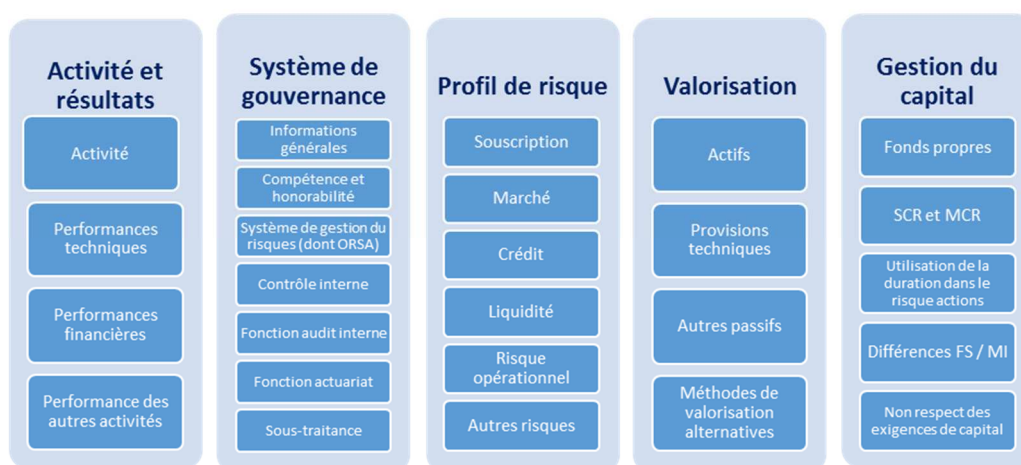 Activité et
résultats
Activité
Performances
techniques
Performances
financières
Performance des
autres activités
Système de
gouvernance
Informations
générales
Compétence et
honorabilité
Système de gestion du
risques (dont ORSA)
Contrôle interne
Fonction audit interne
Fonction actuariat
Sous-traitance
Profil de risque
Souscription
Marché
Crédit
Liquidité
Risque
opérationnel
Autres risques
Valorisation
Actifs
Provisions
techniques
Autres passifs
Méthodes de
valorisation
alternatives
Gestion du
capital
Fonds propres
SCR et MCR
Utilisation de la
duration dans le
risque actions
Différences FS / MI
Non respect des
exigences de capital